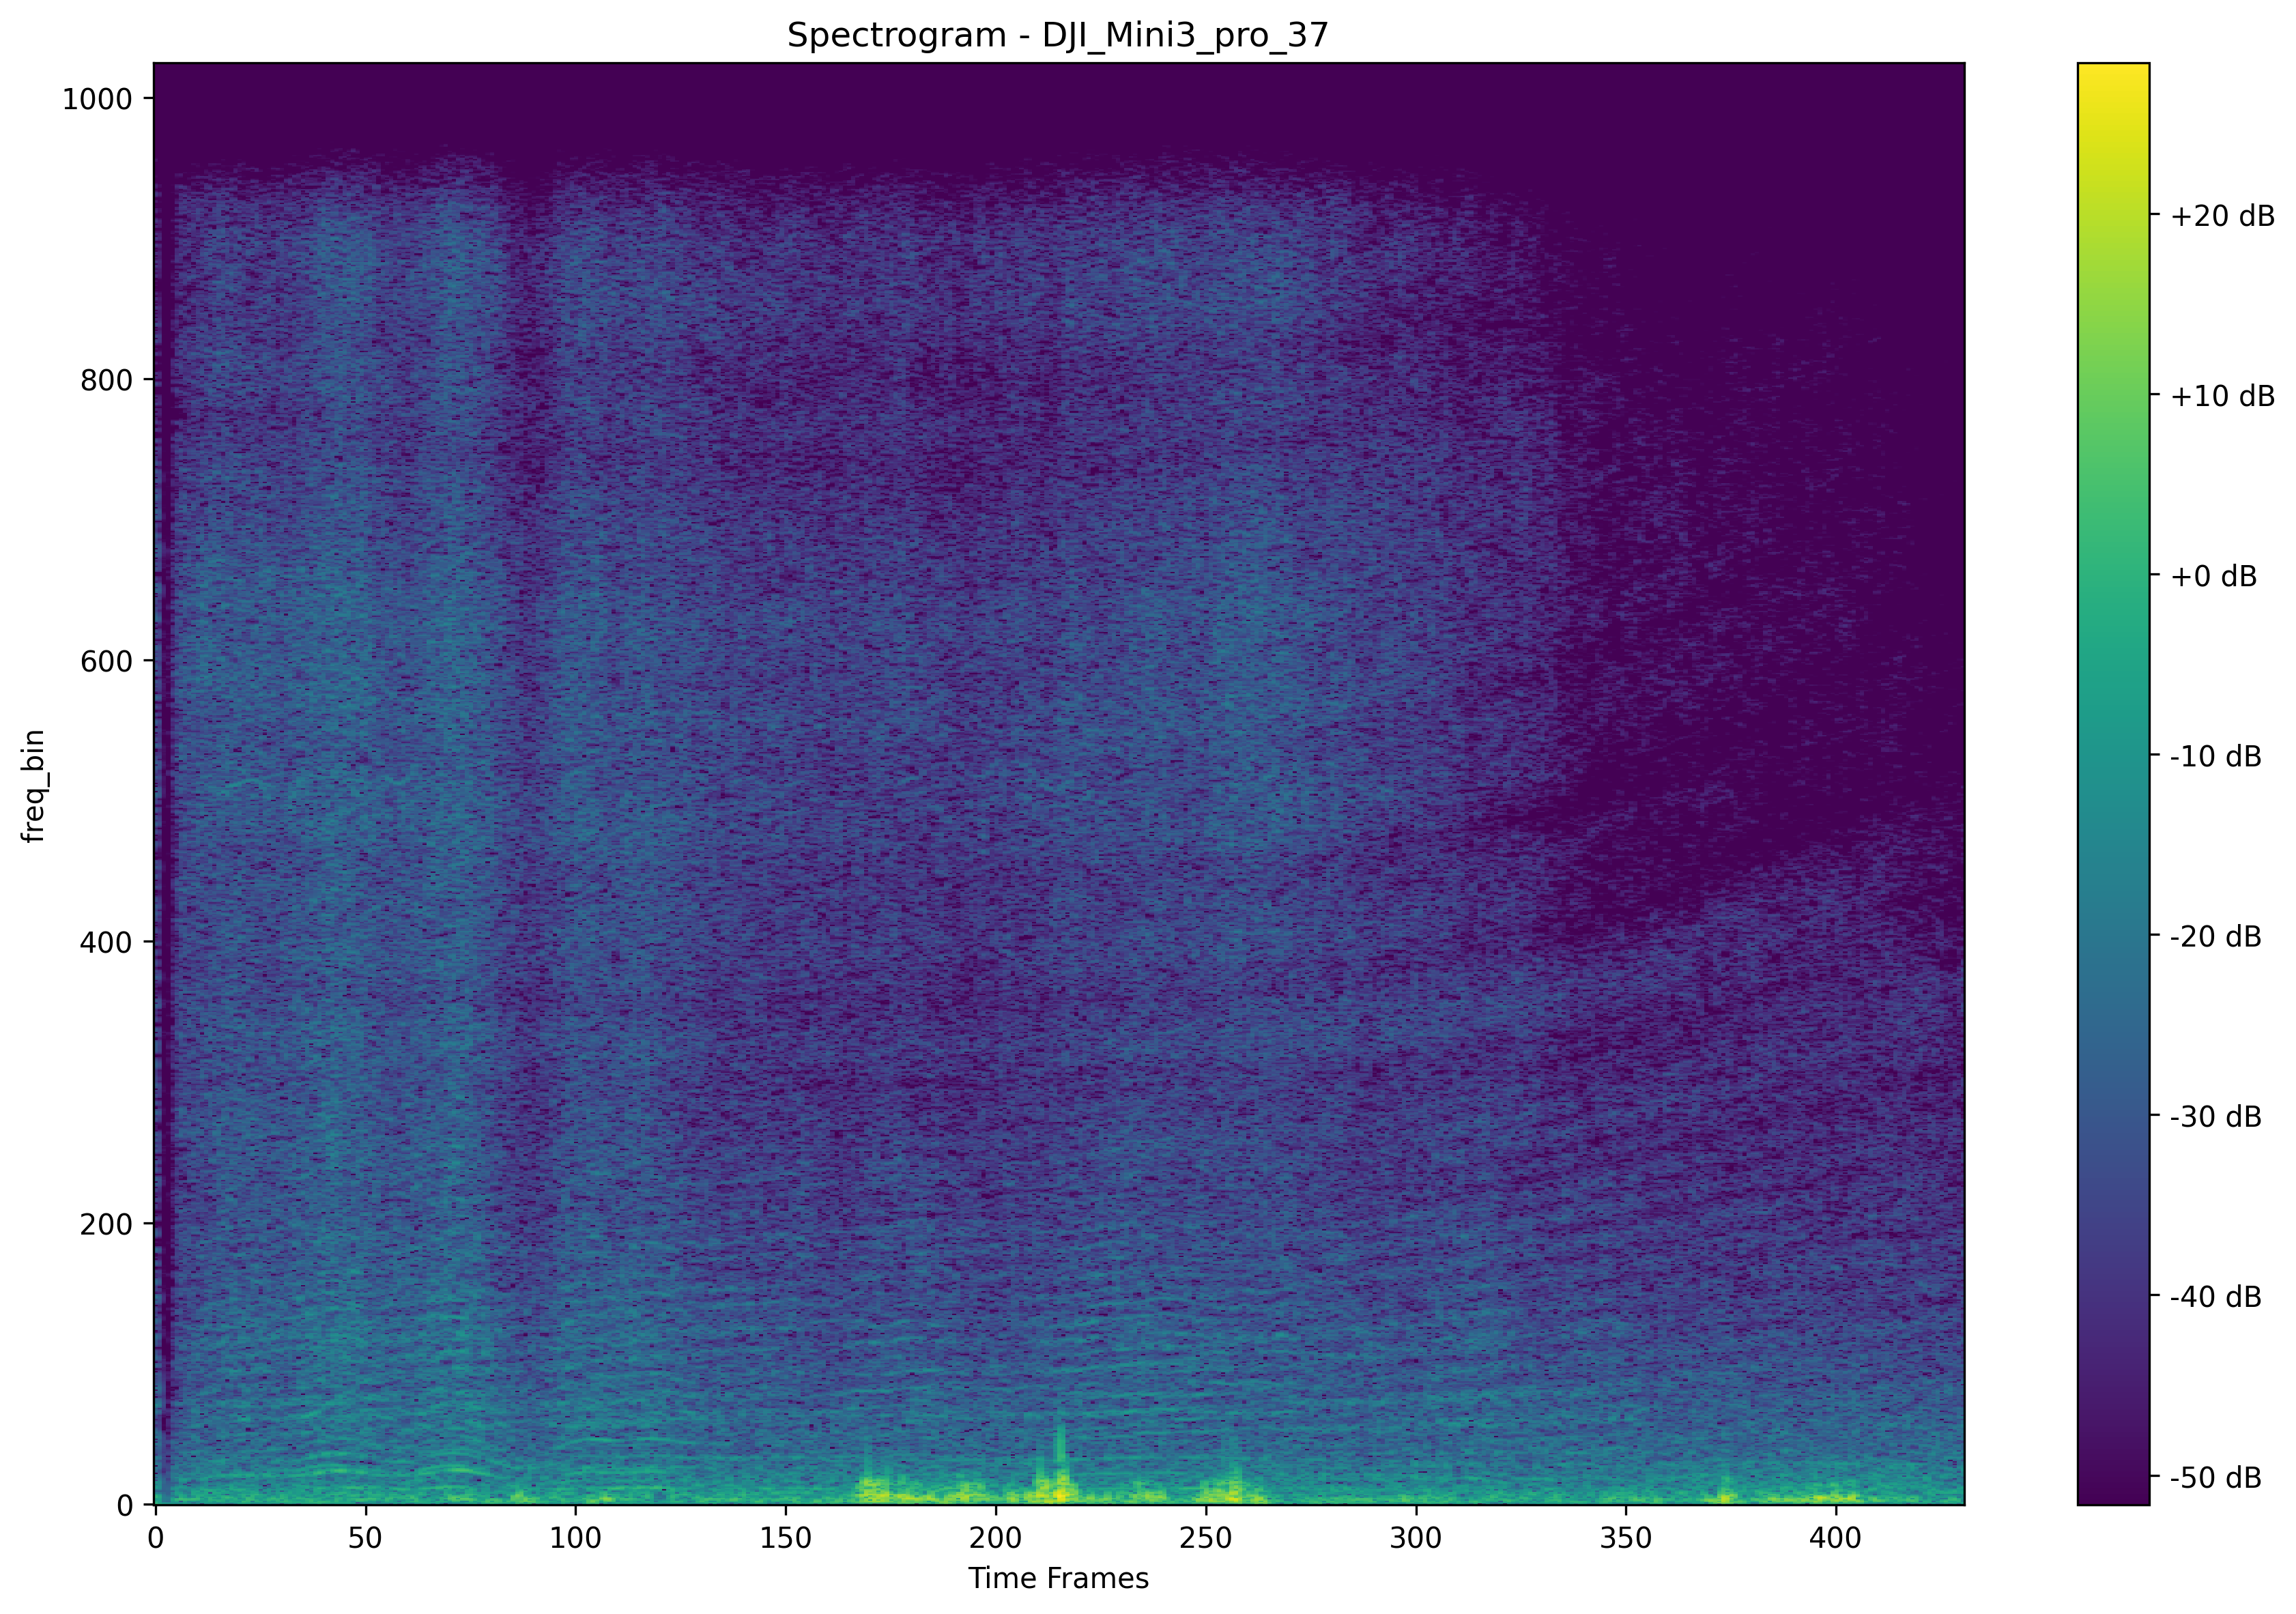 Spectrogram - DJI_Mini3_pro_37
1000
800
600
400
200
0
freq_bin
0 50 100 150 200 250 300 350 400
Time Frames
+20 dB
+10 dB
+0 dB
-10 dB
-20 dB
-30 dB
-40 dB
-50 dB